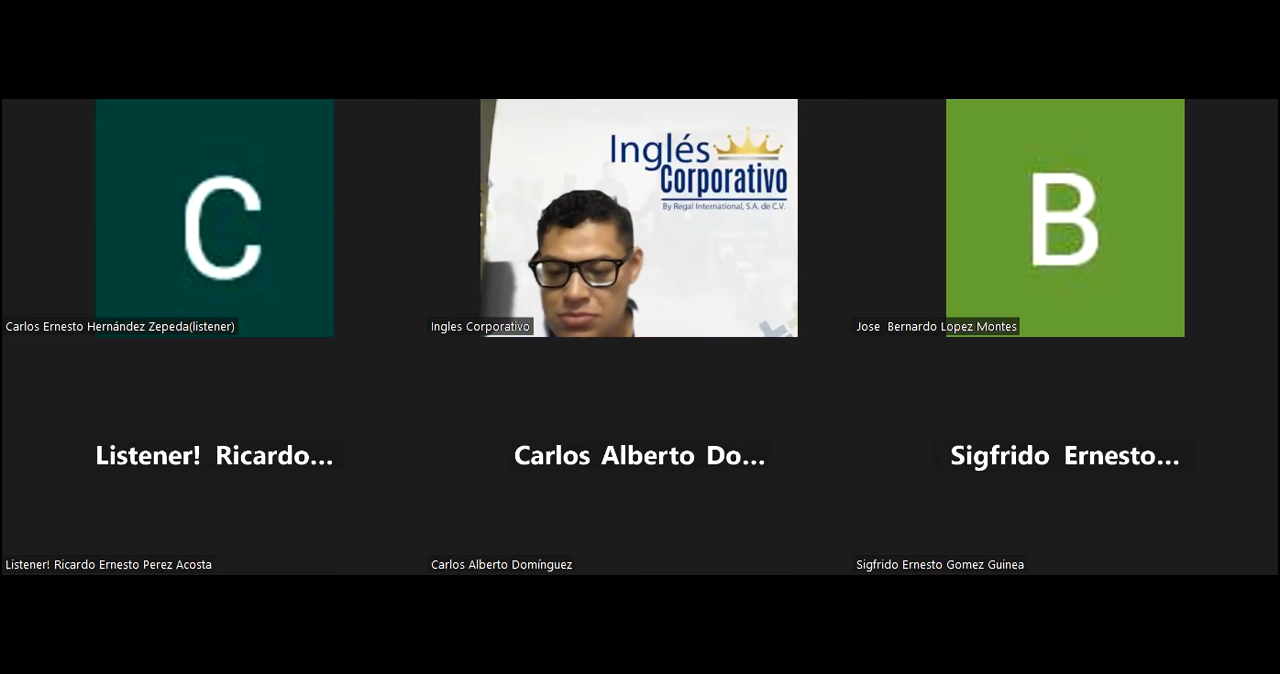 C
Inglés
Corporativo
By Regal International, S.A. de C.V.
B
Carlos Ernesto Hernández Zepeda(listener)
Ingles Corporativo
Jose Bernardo Lopez Montes
Listener! Ricardo...
Carlos Alberto Do...
Sigfrido Ernesto...
Listener! Ricardo Ernesto Perez Acosta
Carlos Alberto Domínguez
Sigfrido Ernesto Gomez Guinea